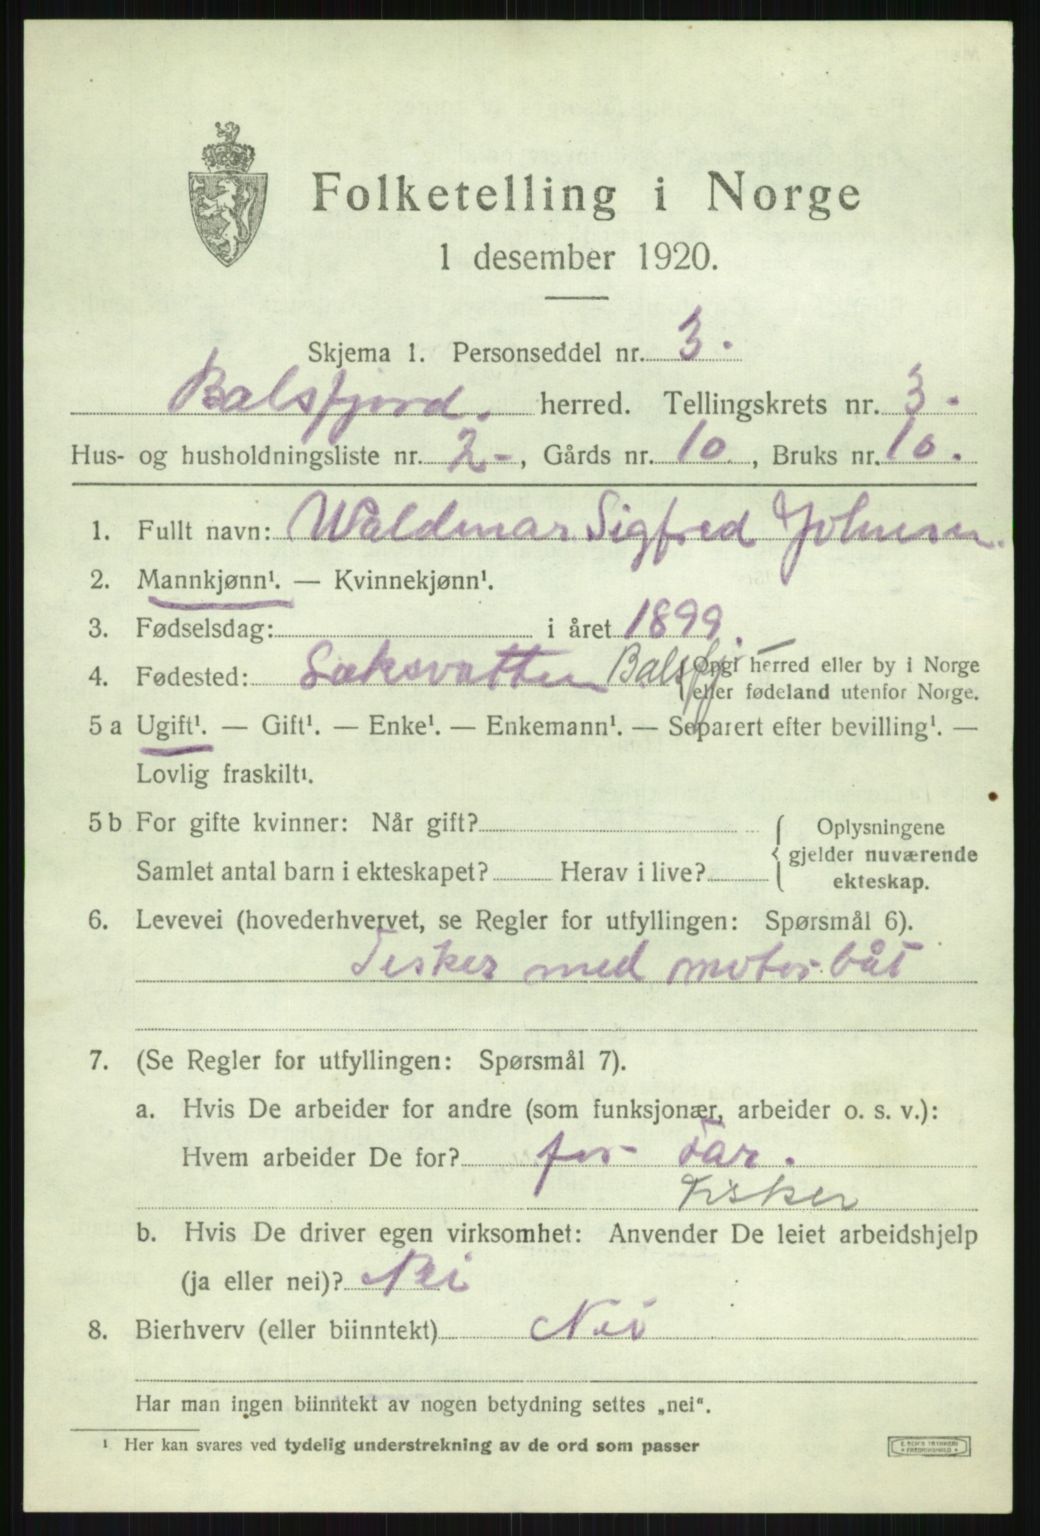 Folketelling i Norge
1 desember 1920.
Skjema 1. Personseddel nr. 3.
Balsfjord. herred. Tellingskrets nr. 3.
Hus- og husholdningsliste nr. 2-, Gårds nr. 10, Bruks nr. 10.
1. Fullt navn: Waldemar Sigfred Johnsen.
2. Mannkjønn¹. — Kvinnekjønn¹.
3. Fødselsdag: i året 1899.
4. Fødested: Balsfj { Opgi herred eller by i Norge
eller fødeland utenfor Norge.
5 a Ugift¹. — Gift¹. — Enke¹. — Enkemann¹. — Separert efter bevilling¹. —
Lovlig fraskilt¹.
5 b For gifte kvinner: Når gift? { Oplysningene
gjelder nuværende
Samlet antal barn i ekteskapet? Herav i live?
ekteskap.
6. Levevei (hovederhvervet, se Regler for utfyllingen: Spørsmål 6).
Fisker med motorbåt
7. (Se Regler for utfyllingen: Spørsmål 7).
a. Hvis De arbeider for andre (som funksjonær, arbeider o. s. v.):
Hvem arbeider De for? for Far.
Fisker
b. Hvis De driver egen virksomhet: Anvender De leiet arbeidshjelp
(ja eller nei)? Nei
8. Bierhverv (eller biinntekt) Nei
Har man ingen biinntekt av nogen betydning settes „nei“.
¹ Her kan svares ved tydelig understrekning av de ord som passer